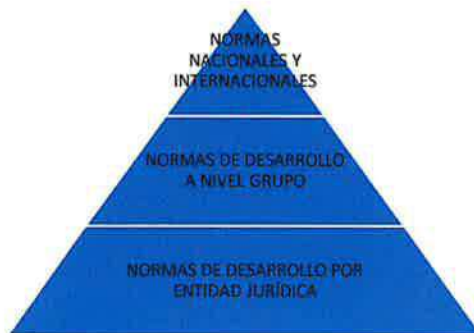 NORMAS
NACIONALES Y
INTERNACIONALES
NORMAS DE DESARROLLO
A NIVEL GRUPO
NORMAS DE DESARROLLO POR
ENTIDAD JURÍDICA